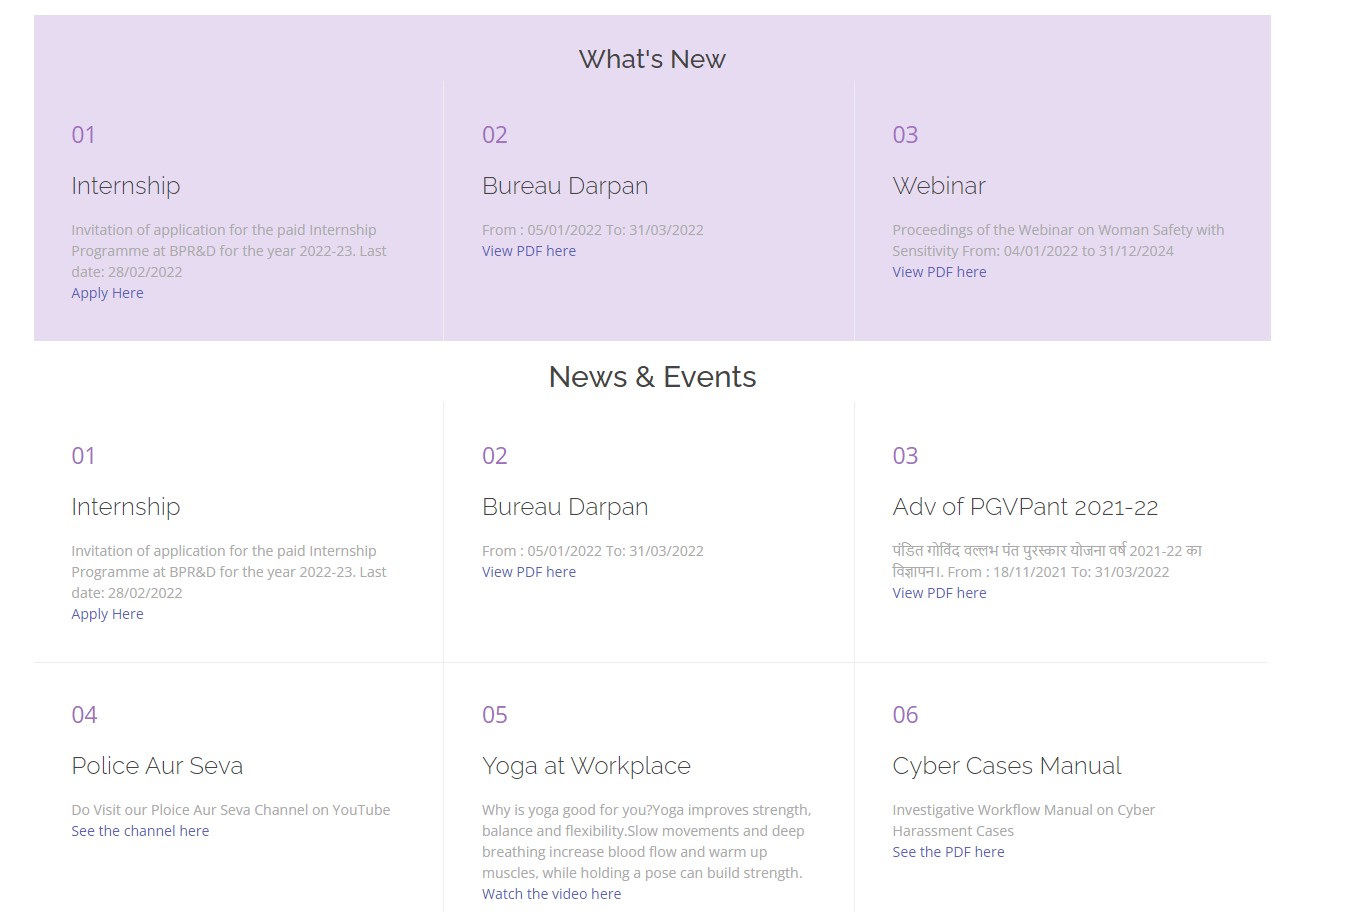 What's New
01
Internship
Invitation of application for the paid Internship
Programme at BPR&D for the year 2022-23. Last
date: 28/02/2022
Apply Here
02
Bureau Darpan
From : 05/01/2022 To: 31/03/2022
View PDF here
03
Webinar
Proceedings of the Webinar on Woman Safety with
Sensitivity From: 04/01/2022 to 31/12/2024
View PDF here
News & Events
01
Internship
Invitation of application for the paid Internship
Programme at BPR&D for the year 2022-23. Last
date: 28/02/2022
Apply Here
02
Bureau Darpan
From : 05/01/2022 To: 31/03/2022
View PDF here
03
Adv of PGVPant 2021-22
पंडित गोविंद वल्लभ पंत पुरस्कार योजना वर्ष 2021-22 का
विज्ञापन।. From : 18/11/2021 To: 31/03/2022
View PDF here
04
Police Aur Seva
Do Visit our Ploice Aur Seva Channel on YouTube
See the channel here
05
Yoga at Workplace
Why is yoga good for you?Yoga improves strength,
balance and flexibility.Slow movements and deep
breathing increase blood flow and warm up
muscles, while holding a pose can build strength.
Watch the video here
06
Cyber Cases Manual
Investigative Workflow Manual on Cyber
Harassment Cases
See the PDF here